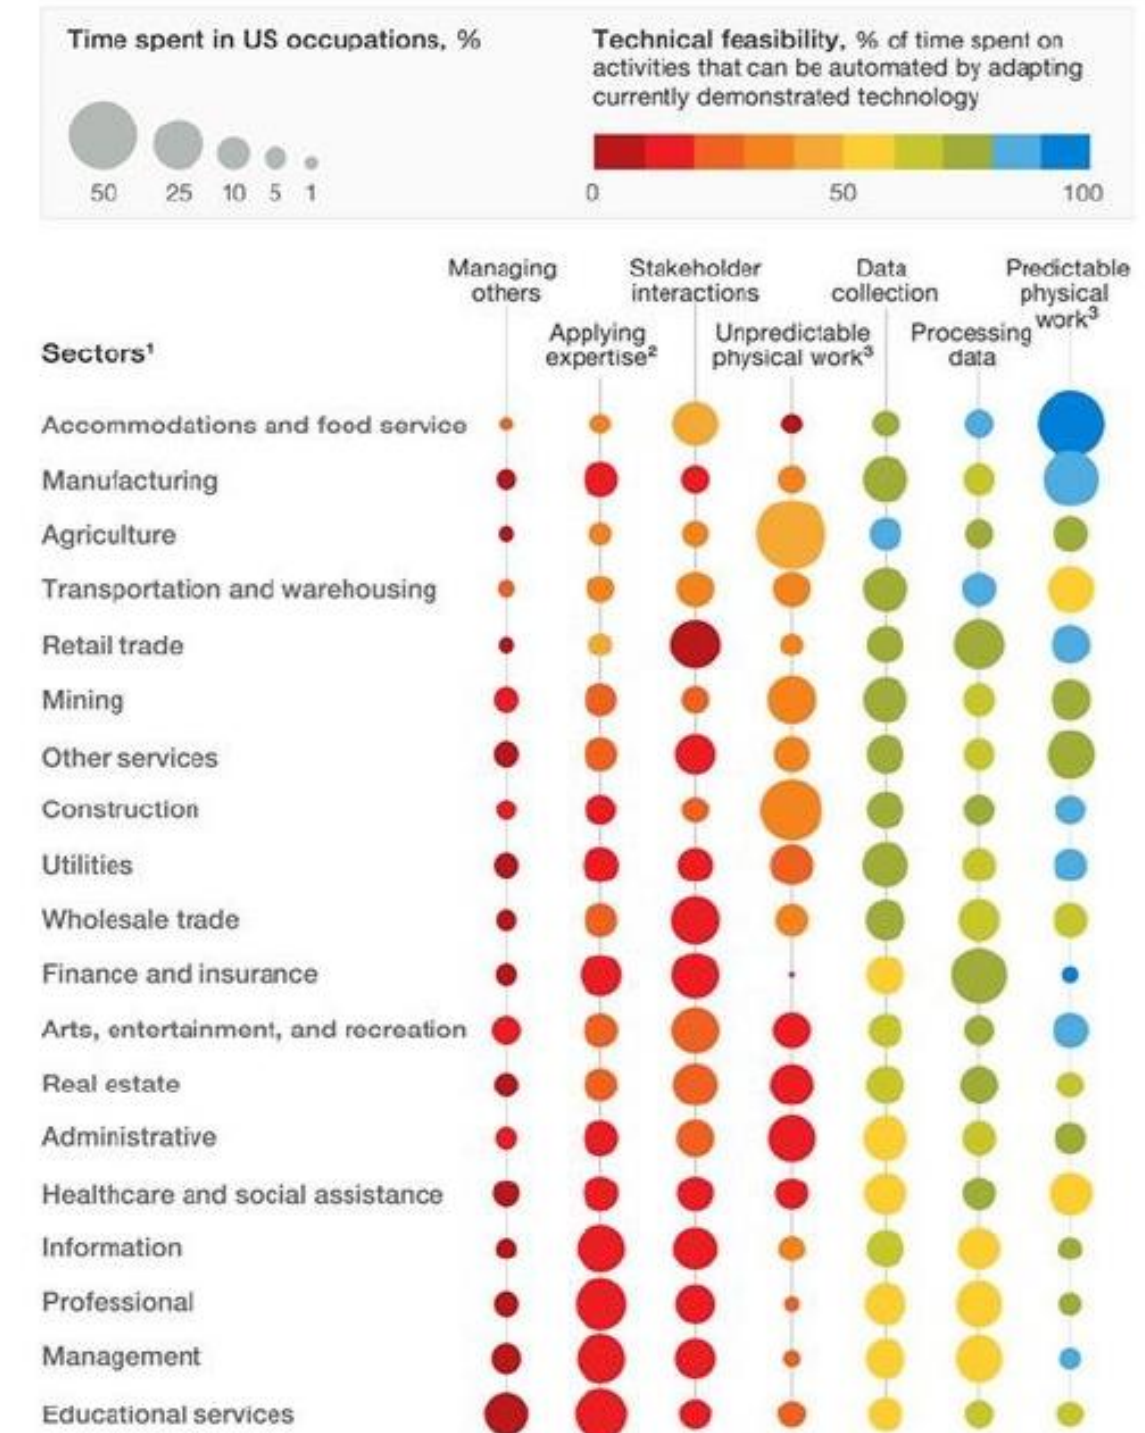 Time spent in US occupations, %
50 25 10 5 1
Technical feasibility, % of time spent on
activities that can be automated by adapting
currently demonstrated technology
0 50 100
Managing
others
Applying
expertise²
Stakeholder
interactions
Unpredictable
physical work³
Data
collection
Processing
data
Predictable
physical
work³
Sectors¹
Accommodations and food service
Manufacturing
Agriculture
Transportation and warehousing
Retail trade
Mining
Other services
Construction
Utilities
Wholesale trade
Finance and insurance
Arts, entertainment, and recreation
Real estate
Administrative
Healthcare and social assistance
Information
Professional
Management
Educational services